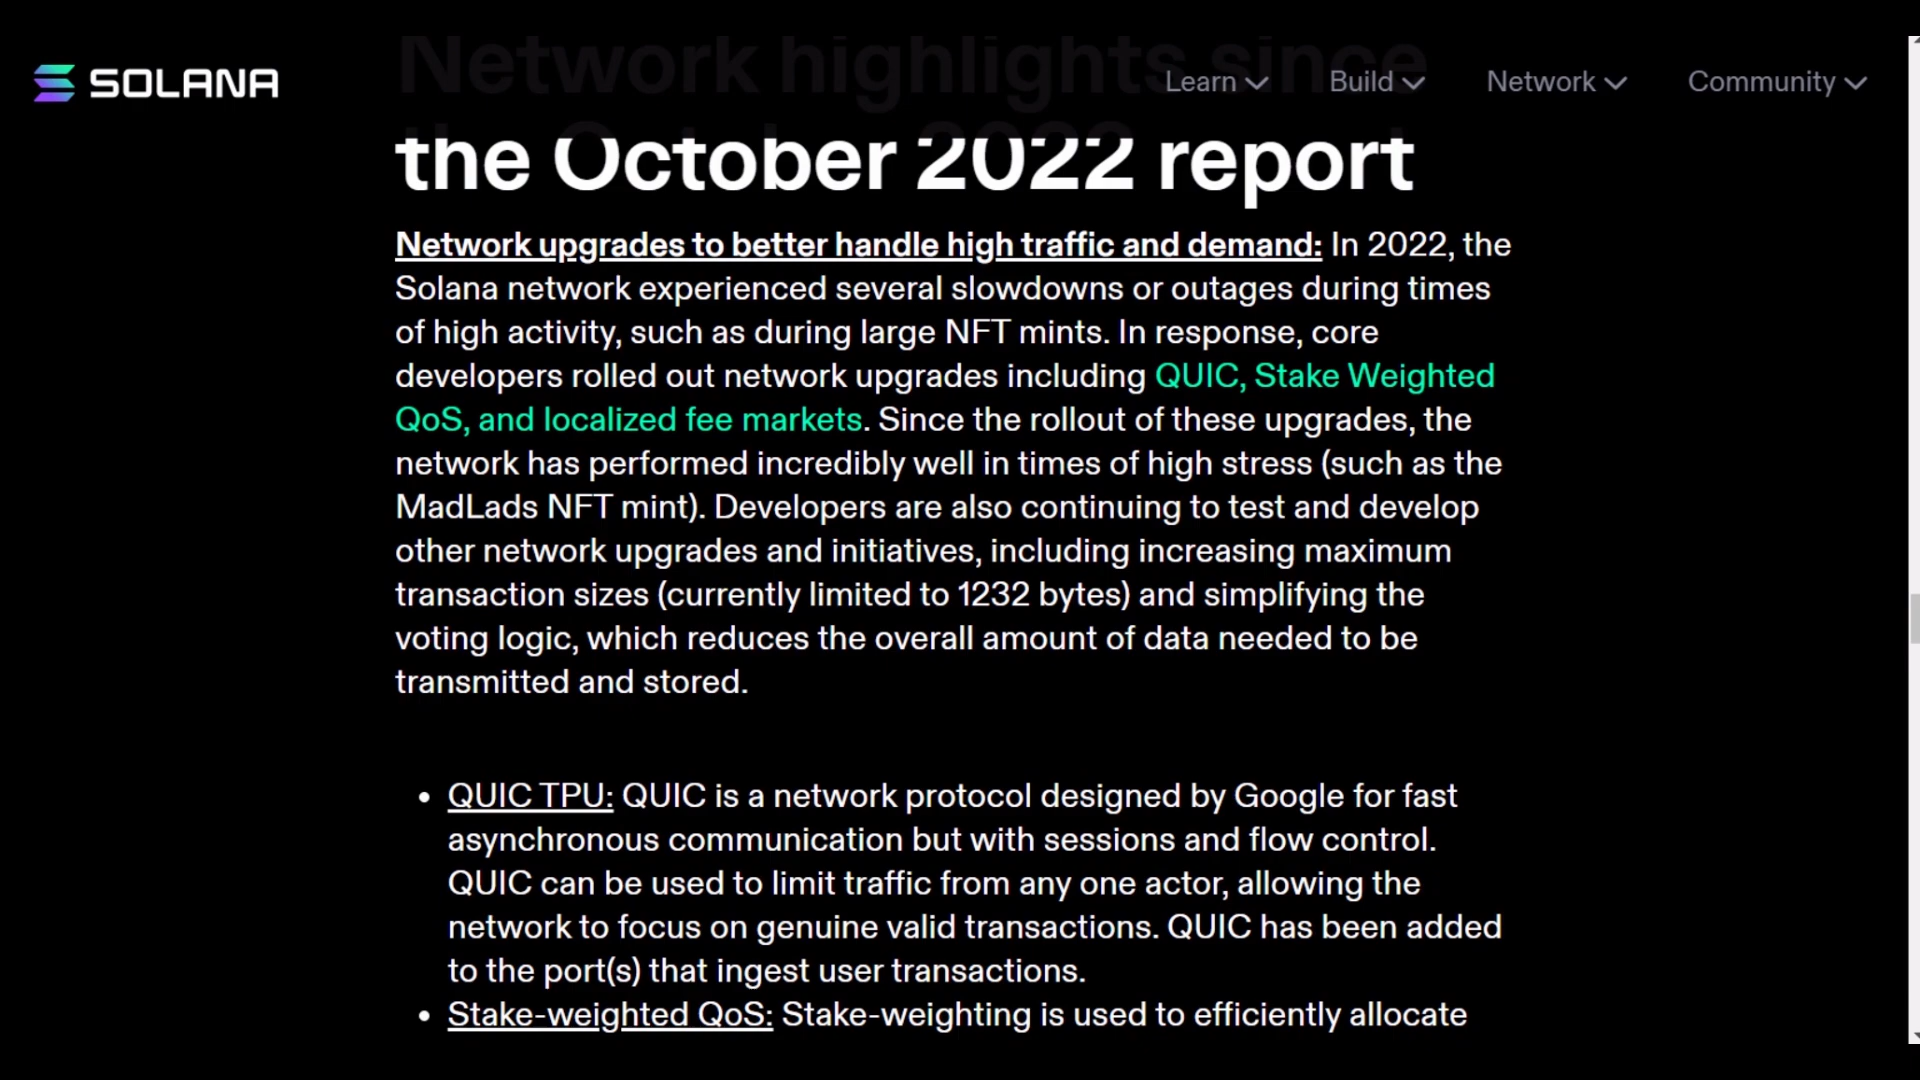 Network highlights since
SOLANA
Learn
Build
Network
Community
the October 2022 report
Network upgrades to better handle high traffic and demand: In 2022, the
Solana network experienced several slowdowns or outages during times
of high activity, such as during large NFT mints. In response, core
developers rolled out network upgrades including QUIC, Stake Weighted
QoS, and localized fee markets. Since the rollout of these upgrades, the
network has performed incredibly well in times of high stress (such as the
MadLads NFT mint). Developers are also continuing to test and develop
other network upgrades and initiatives, including increasing maximum
transaction sizes (currently limited to 1232 bytes) and simplifying the
voting logic, which reduces the overall amount of data needed to be
transmitted and stored.
• QUIC TPU: QUIC is a network protocol designed by Google for fast
asynchronous communication but with sessions and flow control.
QUIC can be used to limit traffic from any one actor, allowing the
network to focus on genuine valid transactions. QUIC has been added
to the port(s) that ingest user transactions.
• Stake-weighted QoS: Stake-weighting is used to efficiently allocate